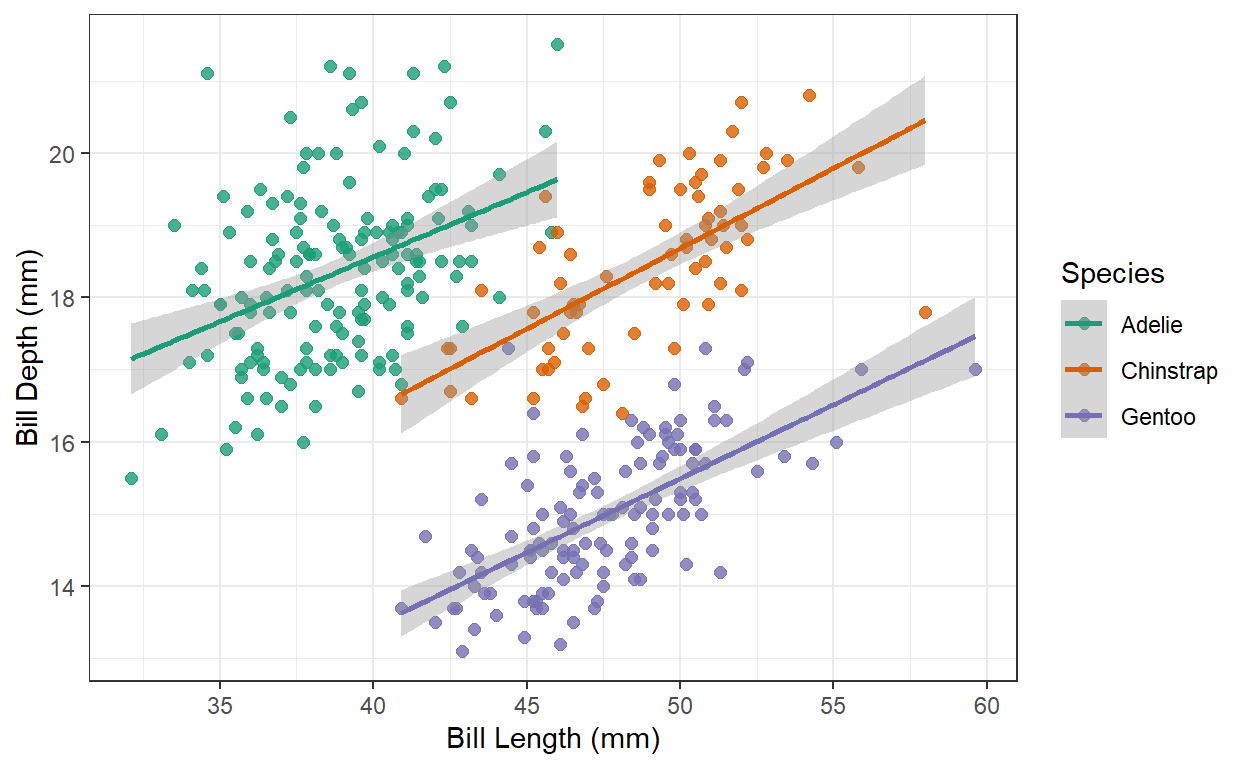 20
18
16
14
Bill Depth (mm)
35 40 45 50 55 60
Bill Length (mm)
Species
Adelie
Chinstrap
Gentoo